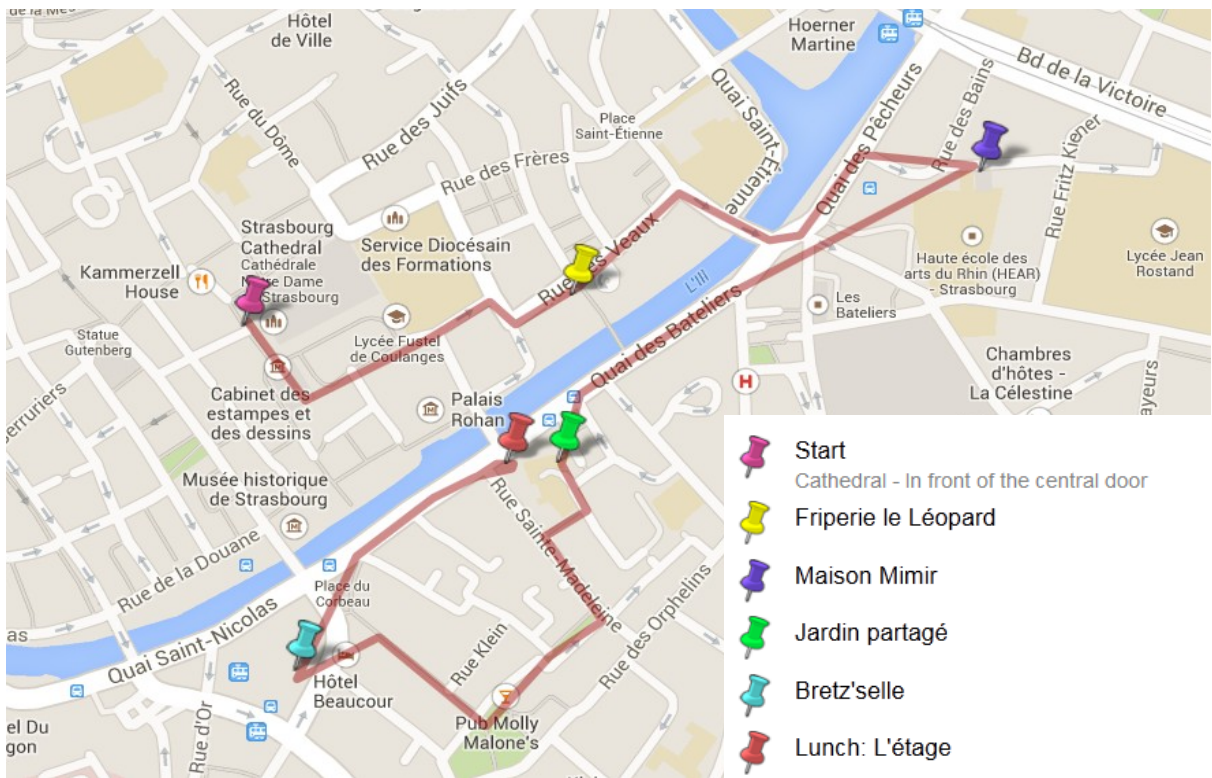 de la Més
Hôtel
de Ville
Hoerner
Martine
Bd de la Victoire
Rue des Juifs
Rue du Dôme
Place
Saint-Étienne
Quai Saint-Étienne
Quai des Pêcheurs
Rue des Bains
Rue Fritz Kiener
Rue des Frères
Strasbourg
Cathedral
Cathédrale
Notre Dame
Strasbourg
Kammerzell
House
Service Diocésain
des Formations
Rue des Veaux
Haute école des
arts du Rhin (HEAR)
- Strasbourg
Lycée Jean
Rostand
L'Ill
Les
Bateliers
Statue
Gutenberg
Lycée Fustel
de Coulanges
Quai des Bateliers
Chambres
d'hôtes -
La Célestine
H
Cabinet des
estampes et
des dessins
Palais
Rohan
Musée historique
de Strasbourg
Rue Sainte-Madeleine
Rue de la Douane
Place du
Corbeau
Rue des Orphelins
Quai Saint-Nicolas
Rue Klein
Hôtel
Beaucour
Rue d'Or
Pub Molly
Malone's
Start
Cathedral - In front of the central door
Friperie le Léopard
Maison Mimir
Jardin partagé
Bretz'selle
Lunch: L'étage